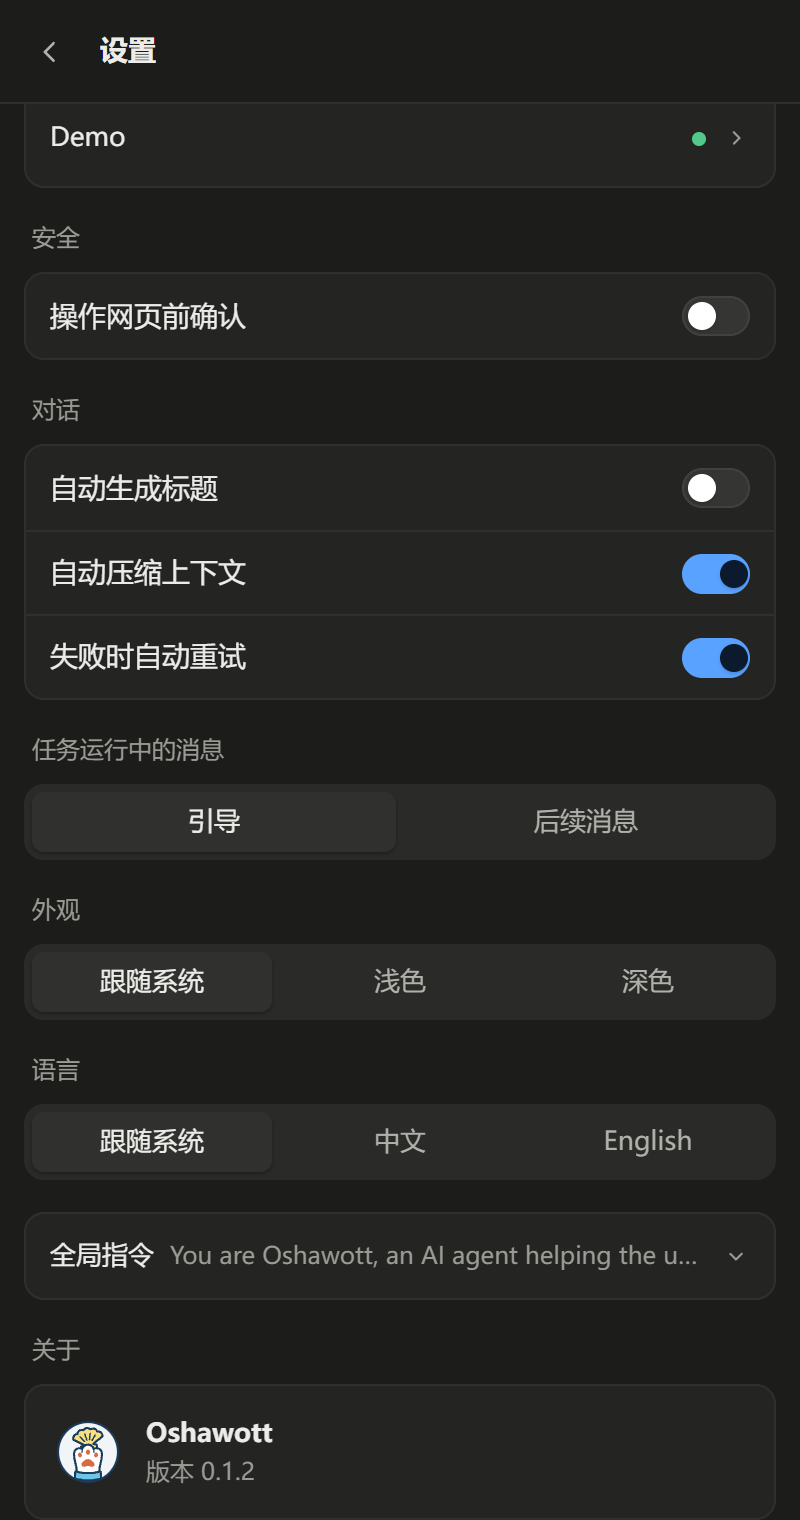 设置
Demo
安全
操作网页前确认
对话
自动生成标题
自动压缩上下文
失败时自动重试
任务运行中的消息
引导 后续消息
外观
跟随系统 浅色 深色
语言
跟随系统 中文 English
全局指令 You are Oshawott, an AI agent helping the u...
关于
Oshawott
版本 0.1.2